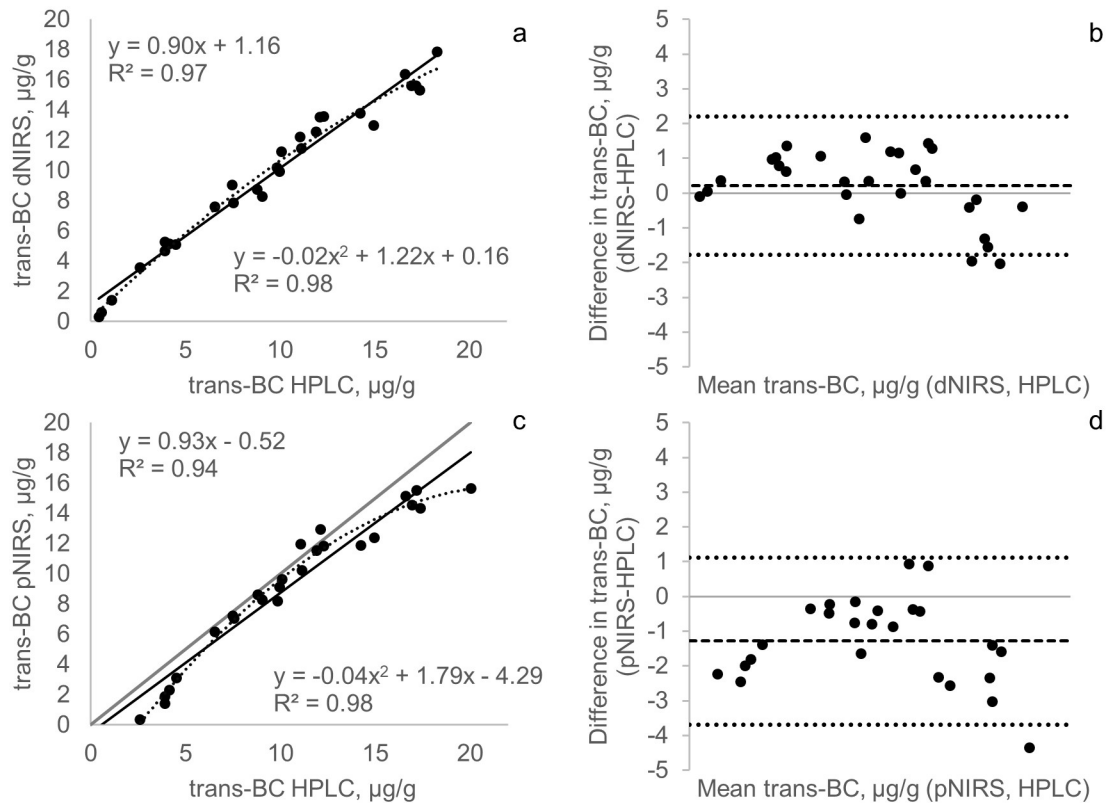 a
y = 0.90x + 1.16
R² = 0.97
y = -0.02x² + 1.22x + 0.16
R² = 0.98
trans-BC dNIRS, µg/g
20
18
16
14
12
10
8
6
4
2
0
0 5 10 15 20
trans-BC HPLC, µg/g
b
Difference in trans-BC, µg/g
(dNIRS-HPLC)
5
4
3
2
1
0
-1
-2
-3
-4
-5
Mean trans-BC, µg/g (dNIRS, HPLC)
c
y = 0.93x - 0.52
R² = 0.94
y = -0.04x² + 1.79x - 4.29
R² = 0.98
trans-BC pNIRS, µg/g
20
18
16
14
12
10
8
6
4
2
0
0 5 10 15 20
trans-BC HPLC, µg/g
d
Difference in trans-BC, µg/g
(pNIRS-HPLC)
5
4
3
2
1
0
-1
-2
-3
-4
-5
Mean trans-BC, µg/g (pNIRS, HPLC)